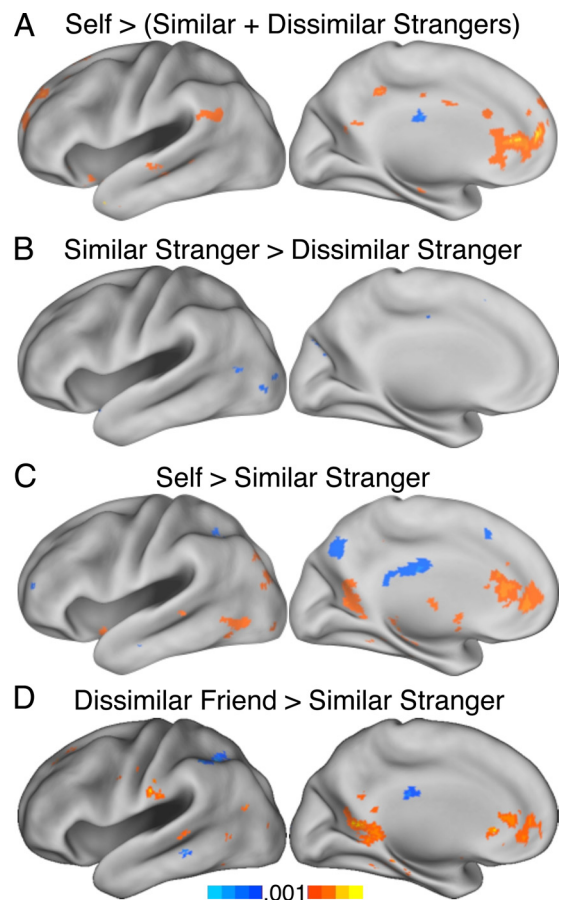 A Self > (Similar + Dissimilar Strangers)
B Similar Stranger > Dissimilar Stranger
C Self > Similar Stranger
D Dissimilar Friend > Similar Stranger
.001